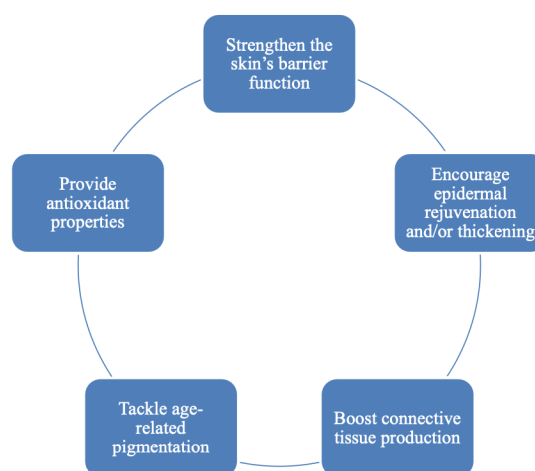 Strengthen the
skin’s barrier
function
Encourage
epidermal
rejuvenation
and/or thickening
Boost connective
tissue production
Tackle age-
related
pigmentation
Provide
antioxidant
properties